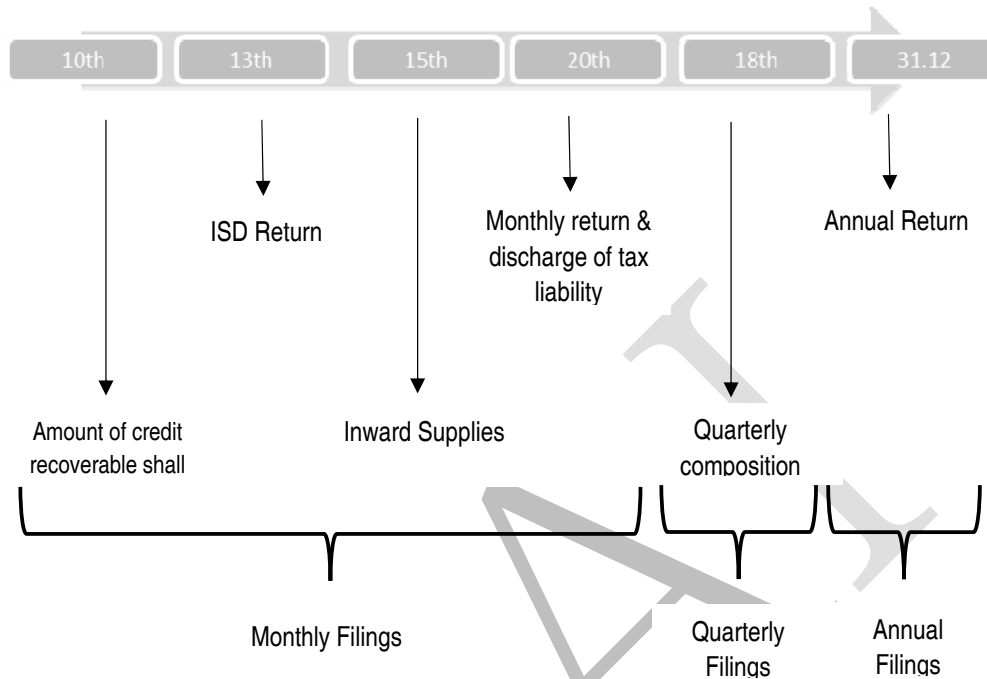 10th 13th 15th 20th 18th 31.12
ISD Return
Monthly return &
discharge of tax
liability
Annual Return
Amount of credit
recoverable shall
Inward Supplies
Quarterly
composition
Monthly Filings
Quarterly
Filings
Annual
Filings